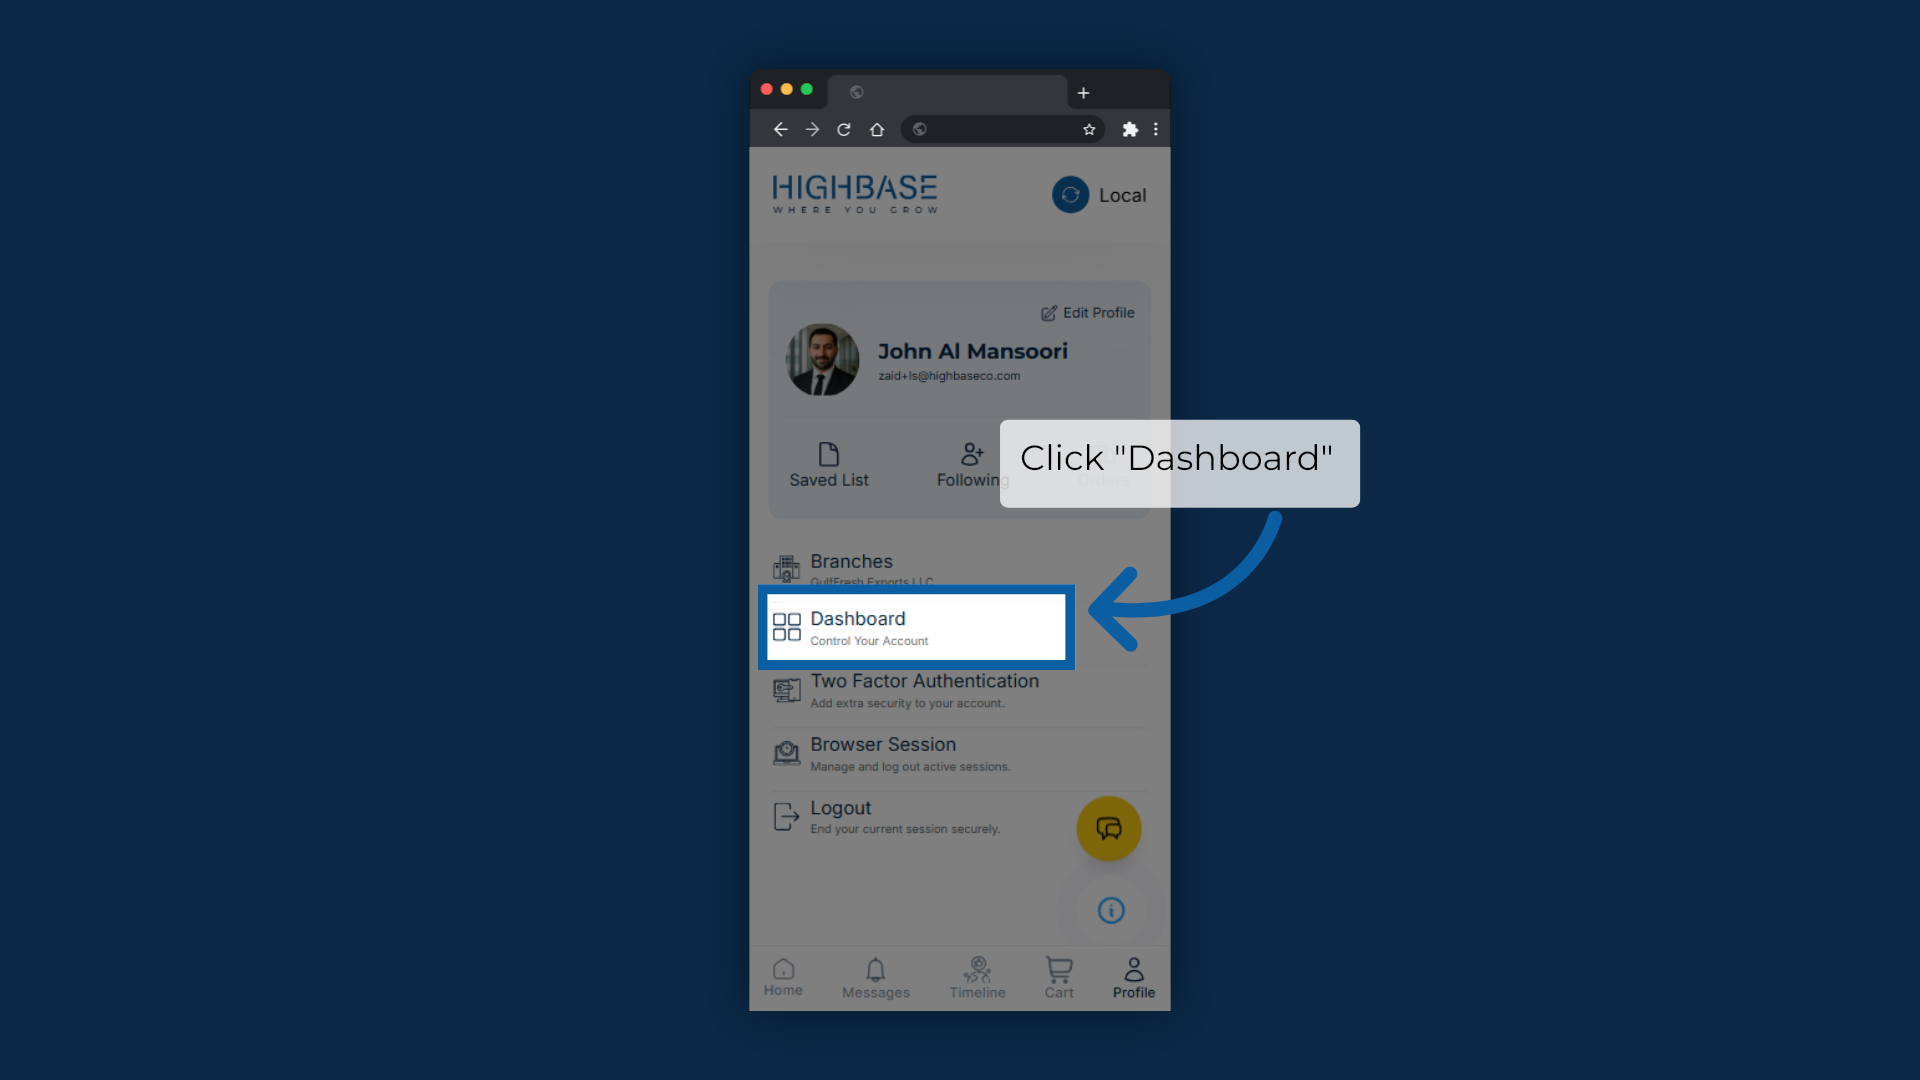 HIGHBASE
WHERE YOU GROW
Local
Edit Profile
John Al Mansoori
zaid+ls@highbaseco.com
Saved List
Following
Orders
Click "Dashboard"
Branches
GulfFresh Exports LLC
Dashboard
Control Your Account
Two Factor Authentication
Add extra security to your account.
Browser Session
Manage and log out active sessions.
Logout
End your current session securely.
Home
Messages
Timeline
Cart
Profile